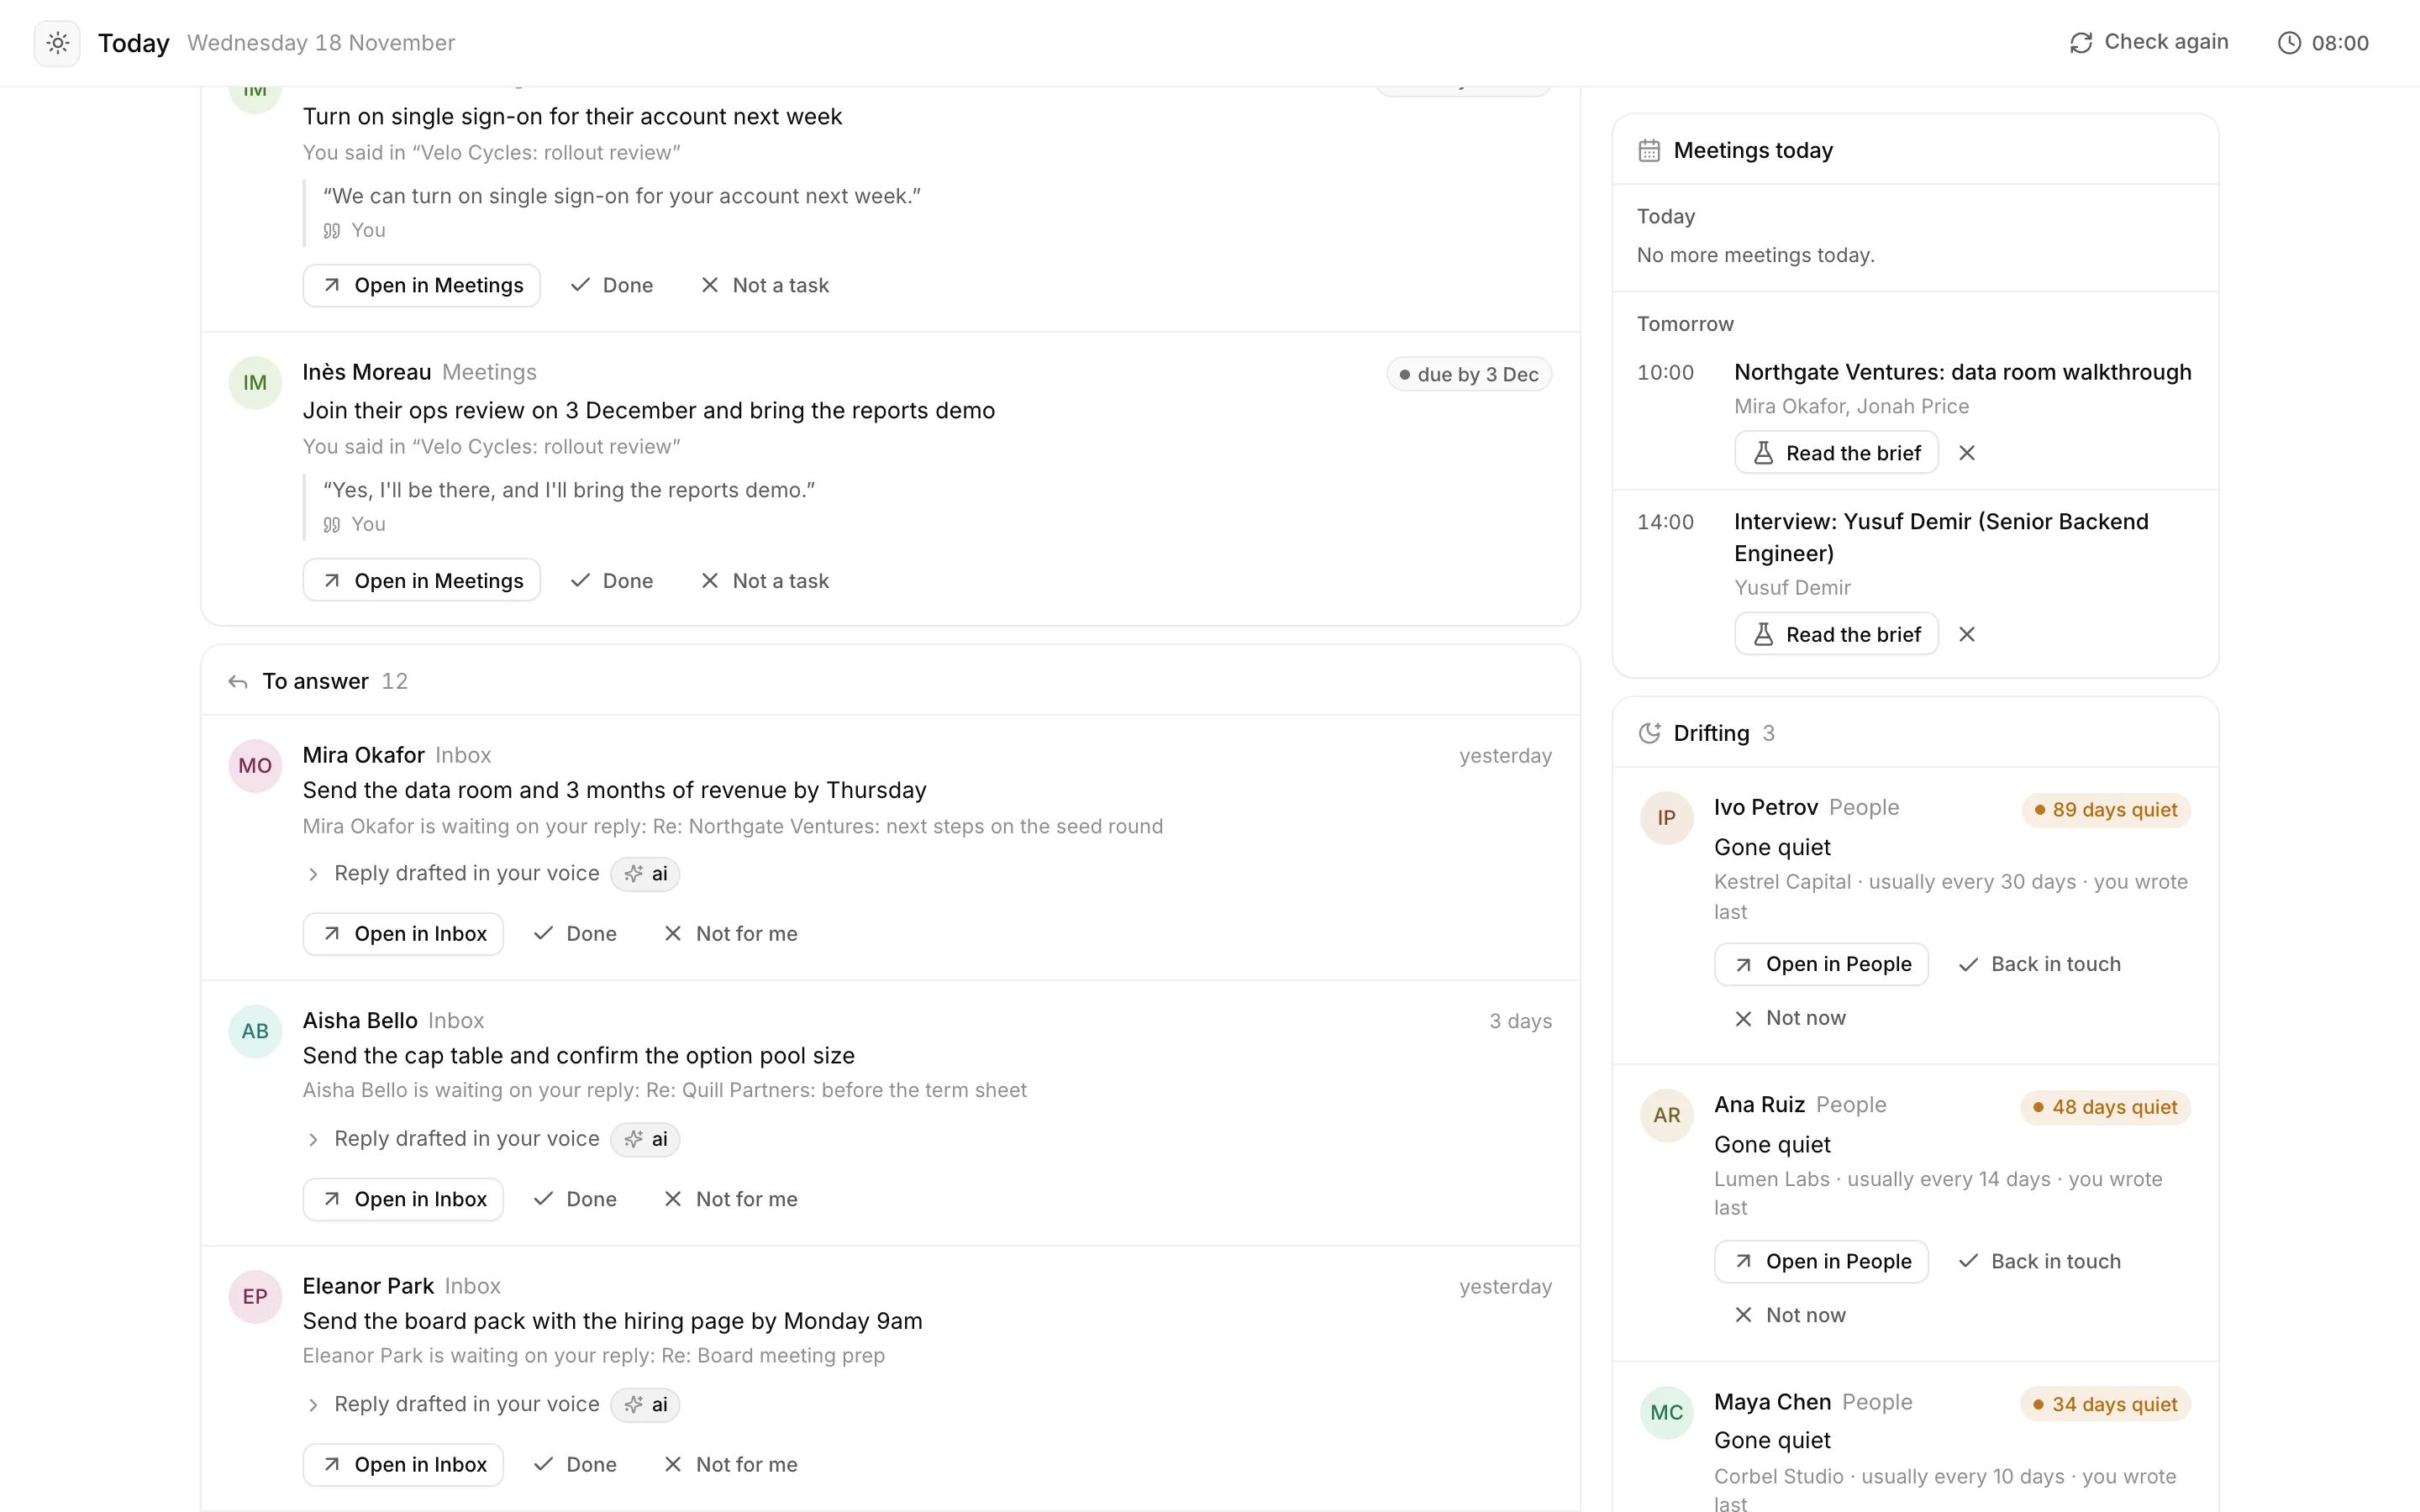 Today Wednesday 18 November
Check again
08:00
Turn on single sign-on for their account next week
You said in “Velo Cycles: rollout review”
“We can turn on single sign-on for your account next week.”
You
Open in Meetings Done Not a task
IM
Inès Moreau Meetings
due by 3 Dec
Join their ops review on 3 December and bring the reports demo
You said in “Velo Cycles: rollout review”
“Yes, I'll be there, and I'll bring the reports demo.”
You
Open in Meetings Done Not a task
To answer 12
MO
Mira Okafor Inbox
yesterday
Send the data room and 3 months of revenue by Thursday
Mira Okafor is waiting on your reply: Re: Northgate Ventures: next steps on the seed round
Reply drafted in your voice ai
Open in Inbox Done Not for me
AB
Aisha Bello Inbox
3 days
Send the cap table and confirm the option pool size
Aisha Bello is waiting on your reply: Re: Quill Partners: before the term sheet
Reply drafted in your voice ai
Open in Inbox Done Not for me
EP
Eleanor Park Inbox
yesterday
Send the board pack with the hiring page by Monday 9am
Eleanor Park is waiting on your reply: Re: Board meeting prep
Reply drafted in your voice ai
Open in Inbox Done Not for me
Meetings today
Today
No more meetings today.
Tomorrow
10:00 Northgate Ventures: data room walkthrough
Mira Okafor, Jonah Price
Read the brief
14:00 Interview: Yusuf Demir (Senior Backend
Engineer)
Yusuf Demir
Read the brief
Drifting 3
IP
Ivo Petrov People
89 days quiet
Gone quiet
Kestrel Capital · usually every 30 days · you wrote
last
Open in People Back in touch
Not now
AR
Ana Ruiz People
48 days quiet
Gone quiet
Lumen Labs · usually every 14 days · you wrote
last
Open in People Back in touch
Not now
MC
Maya Chen People
34 days quiet
Gone quiet
Corbel Studio · usually every 10 days · you wrote
last